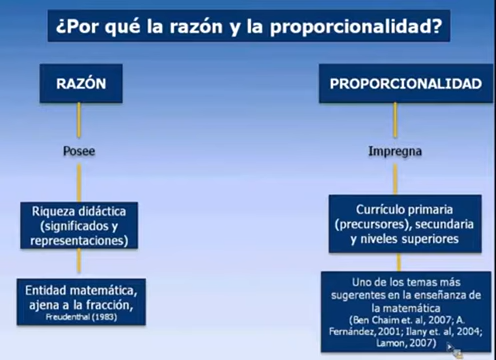 ¿Por qué la razón y la proporcionalidad?
RAZÓN
Posee
Riqueza didáctica
(significados y
representaciones)
Entidad matemática,
ajena a la fracción,
Freudenthal (1983)
PROPORCIONALIDAD
Impregna
Currículo primaria
(precursores), secundaria
y niveles superiores
Uno de los temas más
sugerentes en la enseñanza de
la matemática
(Ben Chaim et. al, 2007; A.
Fernández, 2001; Ilany et. al, 2004;
Lamon, 2007)